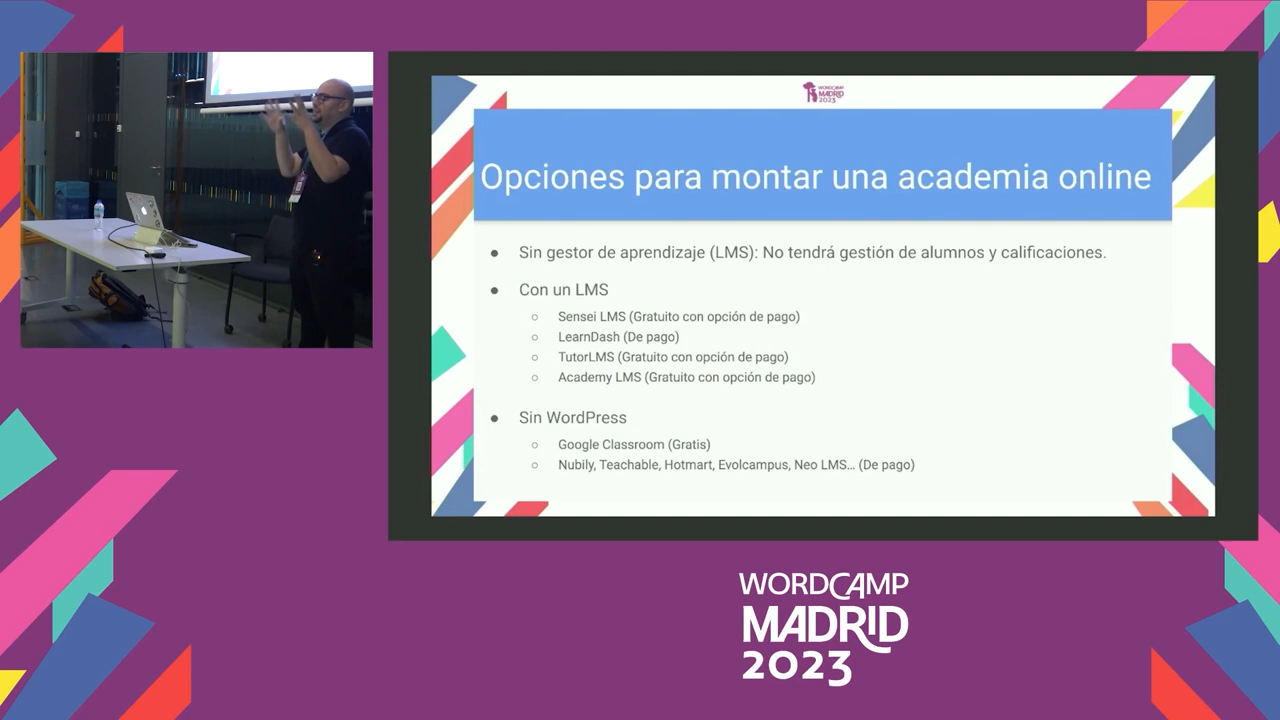 WORDCAMP
MADRID
2023
Opciones para montar una academia online
Sin gestor de aprendizaje (LMS): No tendrá gestión de alumnos y calificaciones.
Con un LMS
Sensei LMS (Gratuito con opción de pago)
LearnDash (De pago)
TutorLMS (Gratuito con opción de pago)
Academy LMS (Gratuito con opción de pago)
Sin WordPress
Google Classroom (Gratis)
Nubily, Teachable, Hotmart, Evolcampus, Neo LMS... (De pago)
WORDCAMP
MADRID
2023